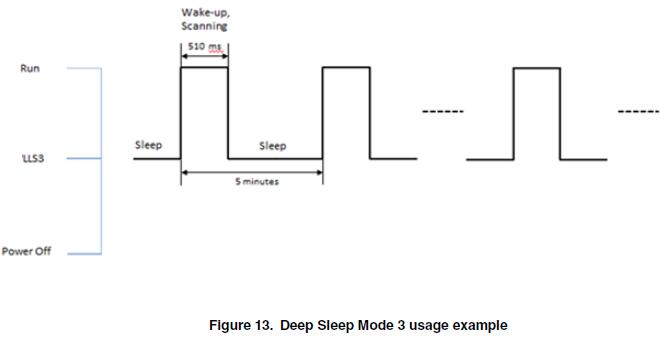 Wake-up,
Scanning
510 ms
Run
Sleep
Sleep
LLS3
5 minutes
Power Off
Figure 13. Deep Sleep Mode 3 usage example